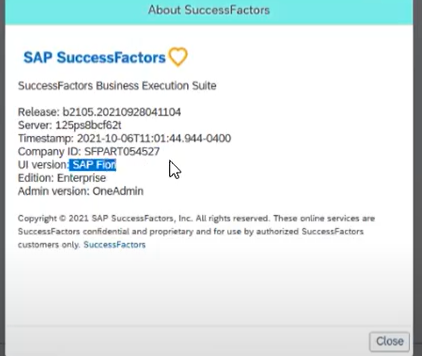 About SuccessFactors
SAP SuccessFactors
SuccessFactors Business Execution Suite
Release: b2105.20210928041104
Server: 125ps8bcf62t
Timestamp: 2021-10-06T11:01:44.944-0400
Company ID: SFPART054527
UI version: SAP Fiori
Edition: Enterprise
Admin version: OneAdmin
Copyright © 2021 SAP SuccessFactors, Inc. All rights reserved. These online services are
SuccessFactors confidential and proprietary and for use by authorized SuccessFactors
customers only. SuccessFactors
Close